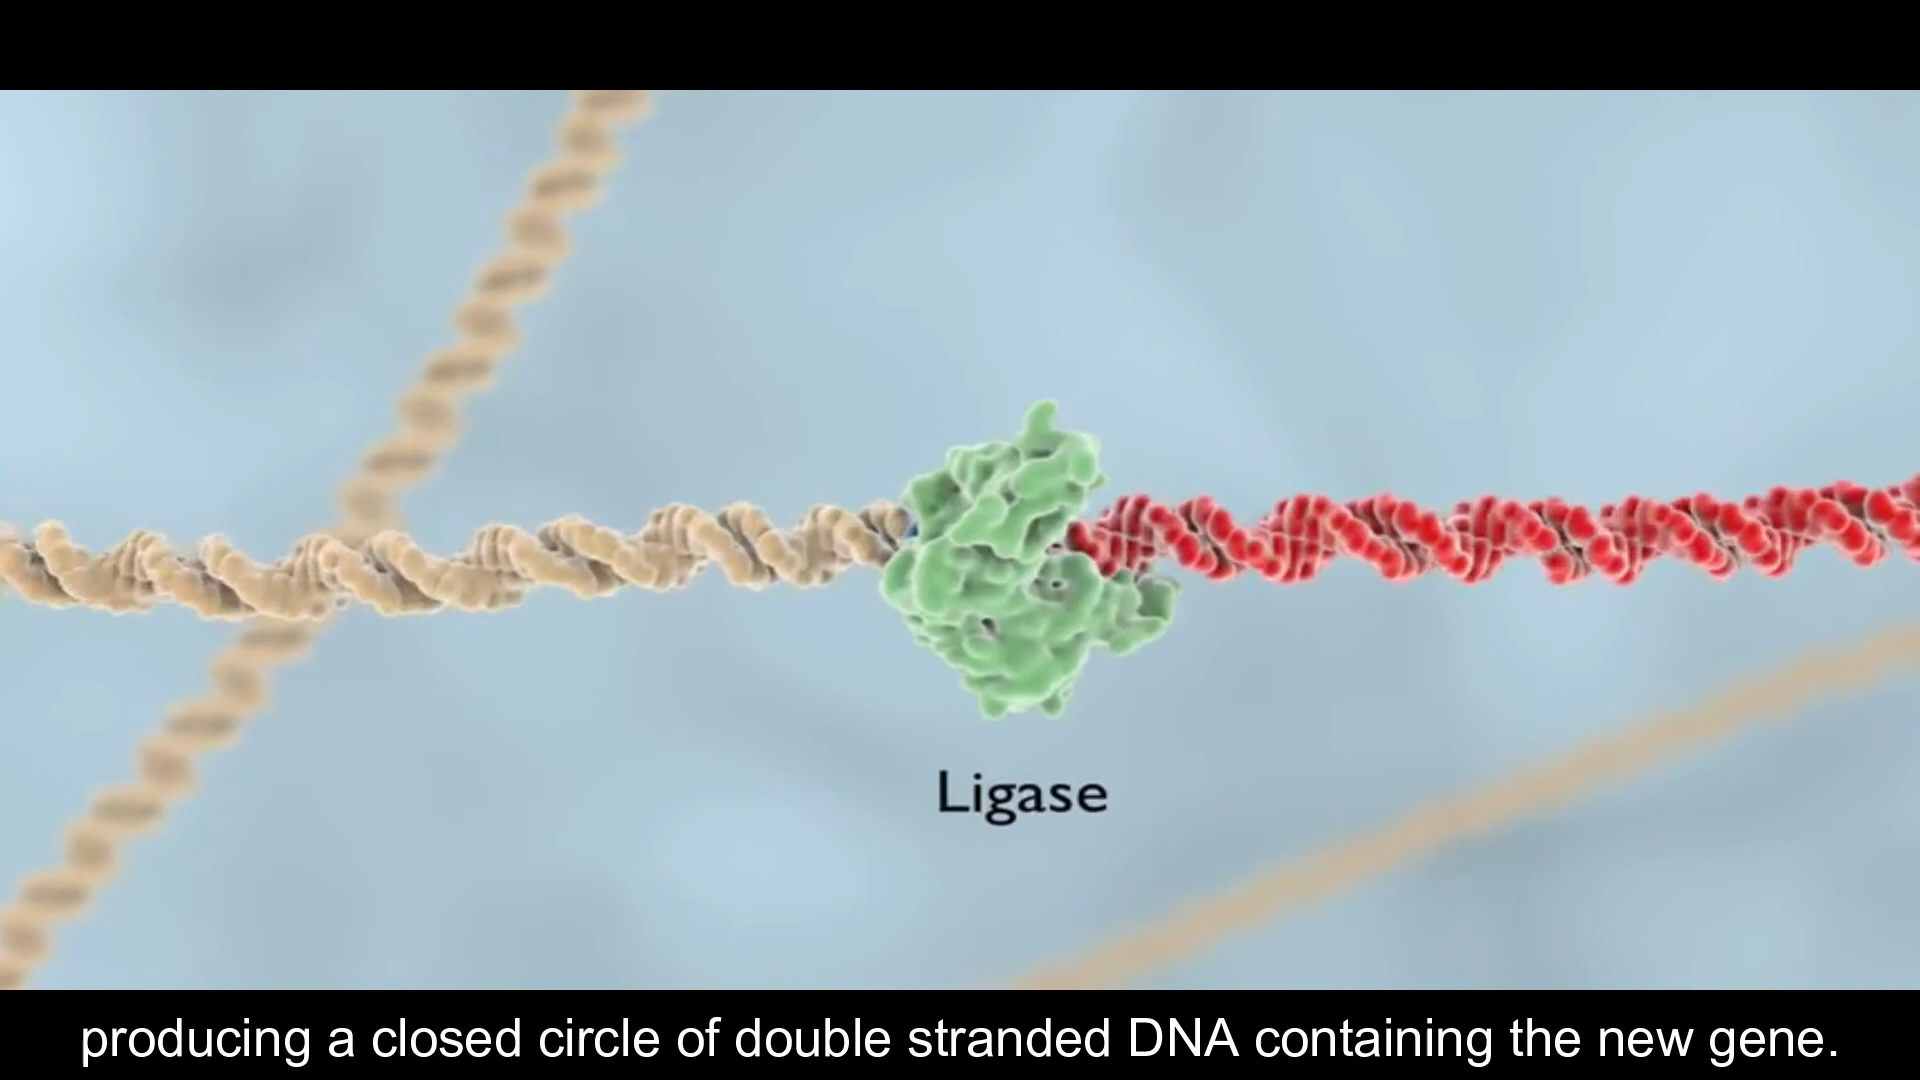 Ligase
producing a closed circle of double stranded DNA containing the new gene.